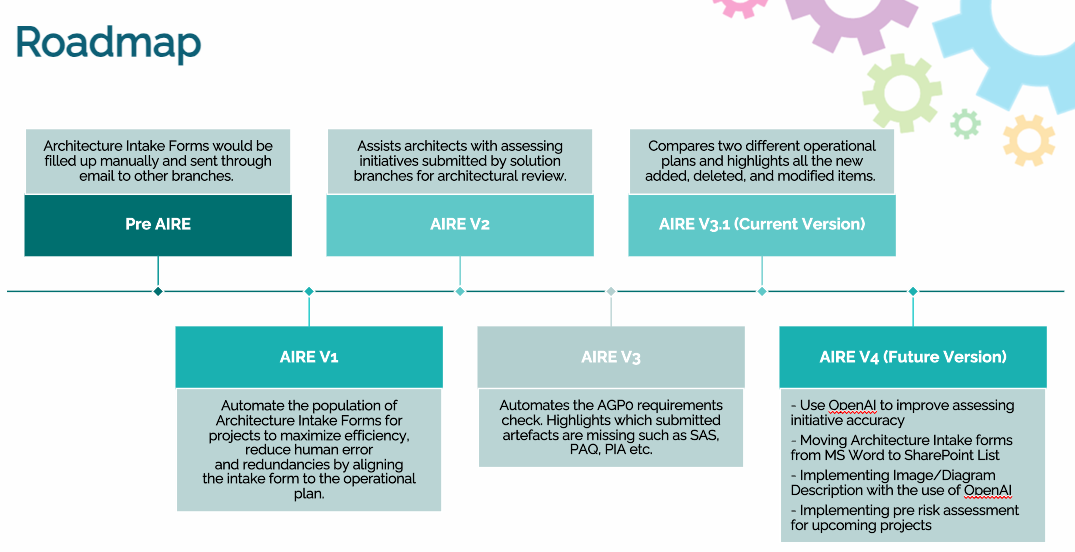 Roadmap
Architecture Intake Forms would be
filled up manually and sent through
email to other branches.
Pre AIRE
Assists architects with assessing
initiatives submitted by solution
branches for architectural review.
AIRE V2
Compares two different operational
plans and highlights all the new
added, deleted, and modified items.
AIRE V3.1 (Current Version)
AIRE V1
Automate the population of
Architecture Intake Forms for
projects to maximize efficiency,
reduce human error
and redundancies by aligning
the intake form to the operational
plan.
AIRE V3
Automates the AGP0 requirements
check. Highlights which submitted
artefacts are missing such as SAS,
PAQ, PIA etc.
AIRE V4 (Future Version)
- Use OpenAI to improve assessing
initiative accuracy
- Moving Architecture Intake forms
from MS Word to SharePoint List
- Implementing Image/Diagram
Description with the use of OpenAI
- Implementing pre risk assessment
for upcoming projects